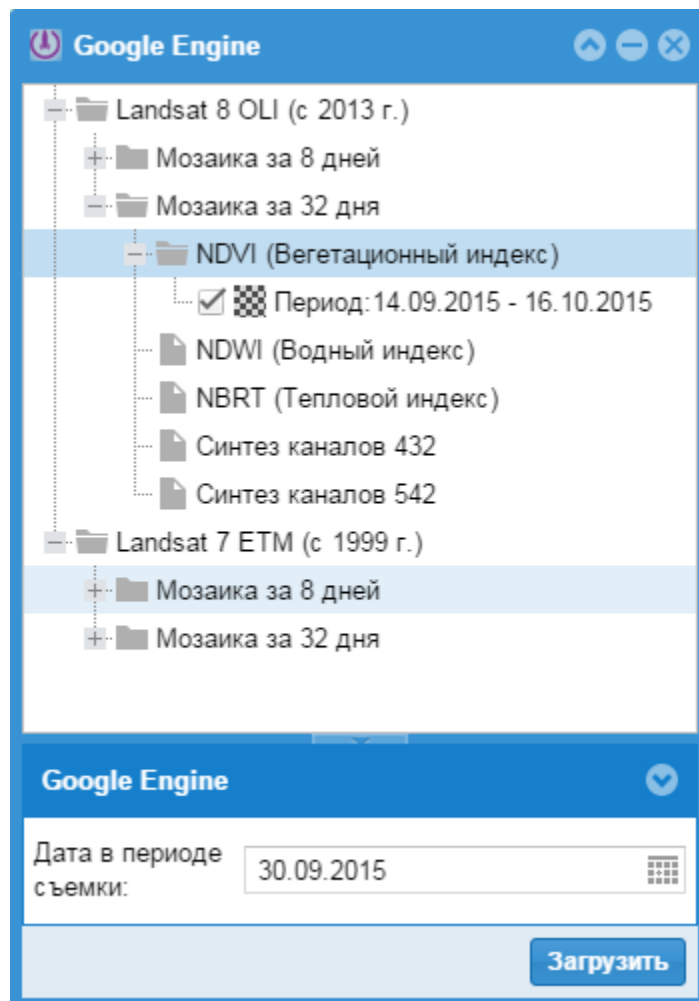 Google Engine
Landsat 8 OLI (с 2013 г.)
Мозаика за 8 дней
Мозаика за 32 дня
NDVI (Вегетационный индекс)
Период:14.09.2015 - 16.10.2015
NDWI (Водный индекс)
NBRT (Тепловой индекс)
Синтез каналов 432
Синтез каналов 542
Landsat 7 ETM (с 1999 г.)
Мозаика за 8 дней
Мозаика за 32 дня
Google Engine
Дата в периоде
съемки:
30.09.2015
Загрузить